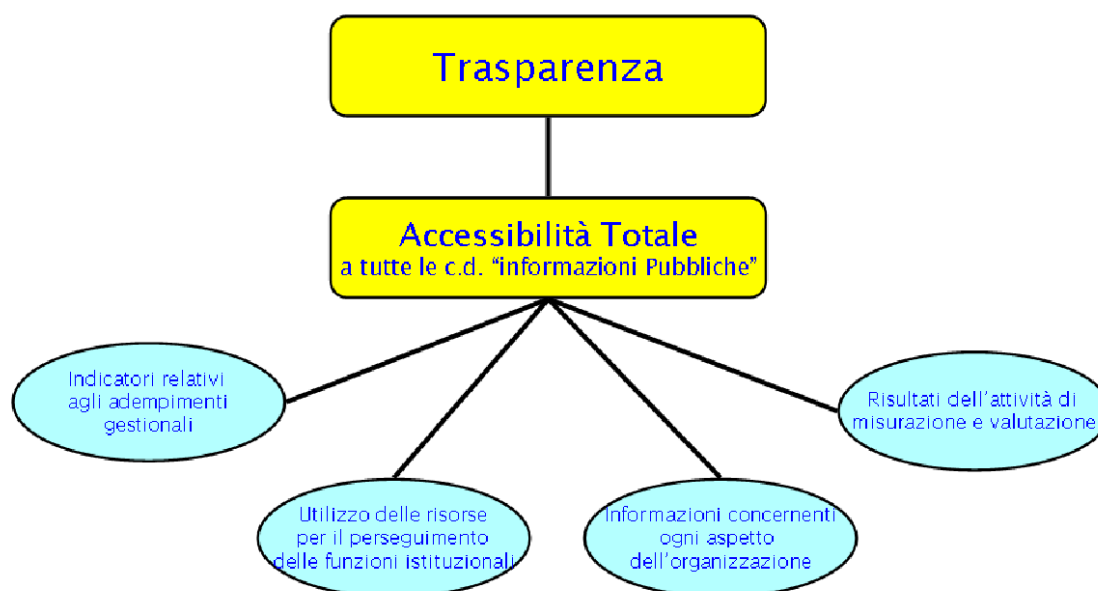 Trasparenza
Accessibilità Totale
a tutte le c.d. “informazioni Pubbliche”
Indicatori relativi
agli adempimenti
gestionali
Utilizzo delle risorse
per il perseguimento
delle funzioni istituzionali
Informazioni concernenti
ogni aspetto
dell’organizzazione
Risultati dell’attività di
misurazione e valutazione